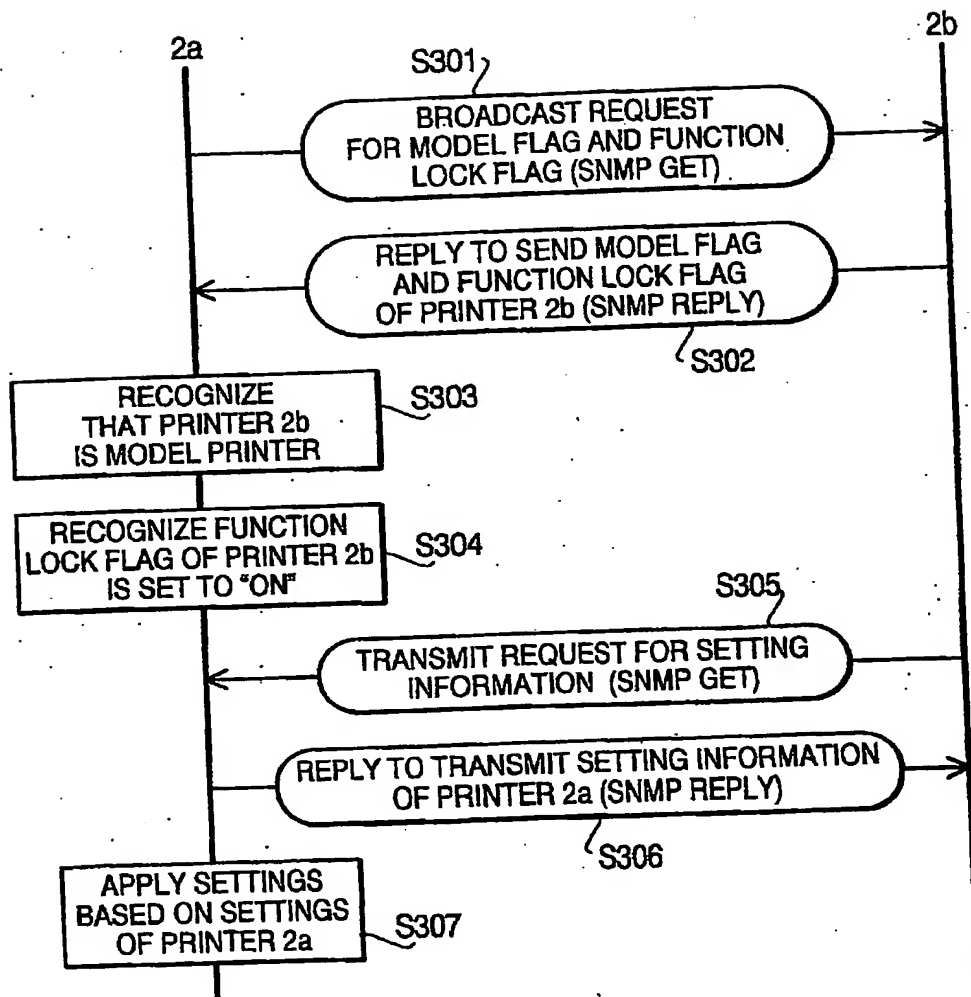 2a
2b
S301
BROADCAST REQUEST
FOR MODEL FLAG AND FUNCTION
LOCK FLAG (SNMP GET)
REPLY TO SEND MODEL FLAG
AND FUNCTION LOCK FLAG
OF PRINTER 2b (SNMP REPLY)
S302
RECOGNIZE
THAT PRINTER 2b
IS MODEL PRINTER
S303
RECOGNIZE FUNCTION
LOCK FLAG OF PRINTER 2b
IS SET TO "ON"
S304
S305
TRANSMIT REQUEST FOR SETTING
INFORMATION (SNMP GET)
REPLY TO TRANSMIT SETTING INFORMATION
OF PRINTER 2a (SNMP REPLY)
S306
APPLY SETTINGS
BASED ON SETTINGS
OF PRINTER 2a
S307